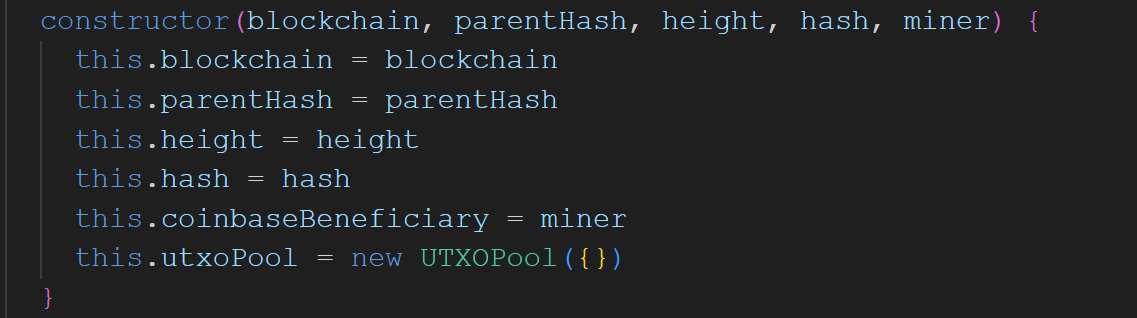 constructor(blockchain, parentHash, height, hash, miner) {
this.blockchain = blockchain
this.parentHash = parentHash
this.height = height
this.hash = hash
this.coinbaseBeneficiary = miner
this.utxoPool = new UTXOPool({})
}